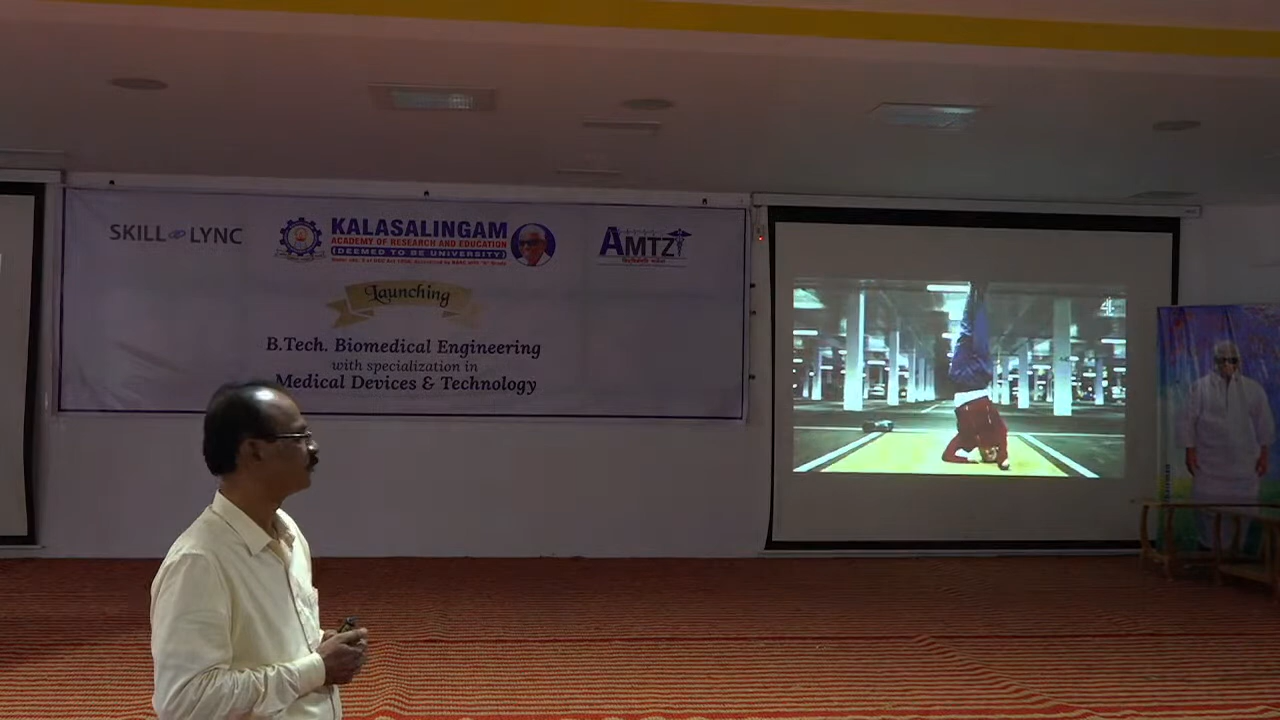 SKILL LYNC
KALASALINGAM
ACADEMY OF RESEARCH AND EDUCATION
(DEEMED TO BE UNIVERSITY)
AMTZ
Launching
B.Tech. Biomedical Engineering
with specialization in
Medical Devices & Technology